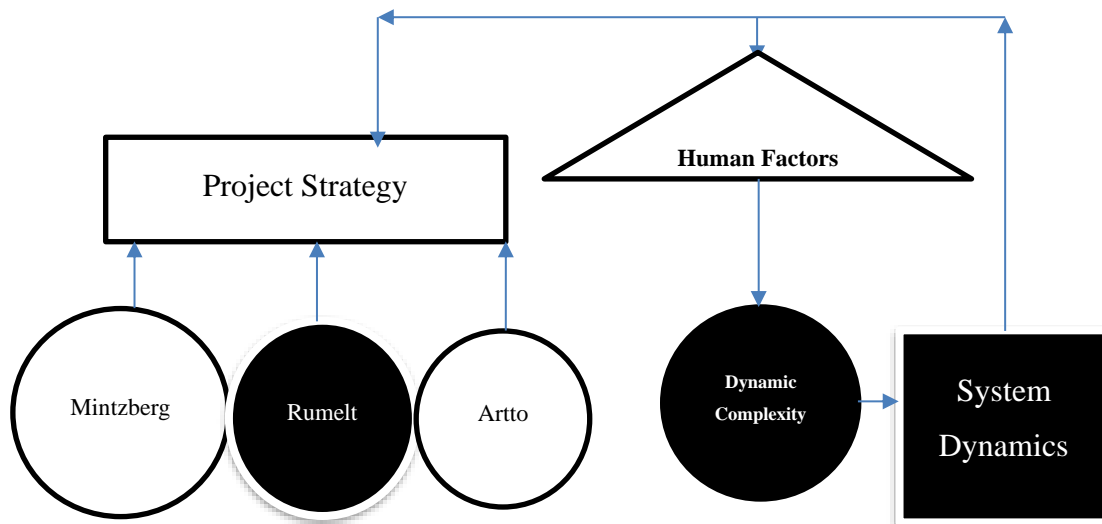 Human Factors
Project Strategy
Mintzberg
Rumelt
Artto
Dynamic
Complexity
System
Dynamics